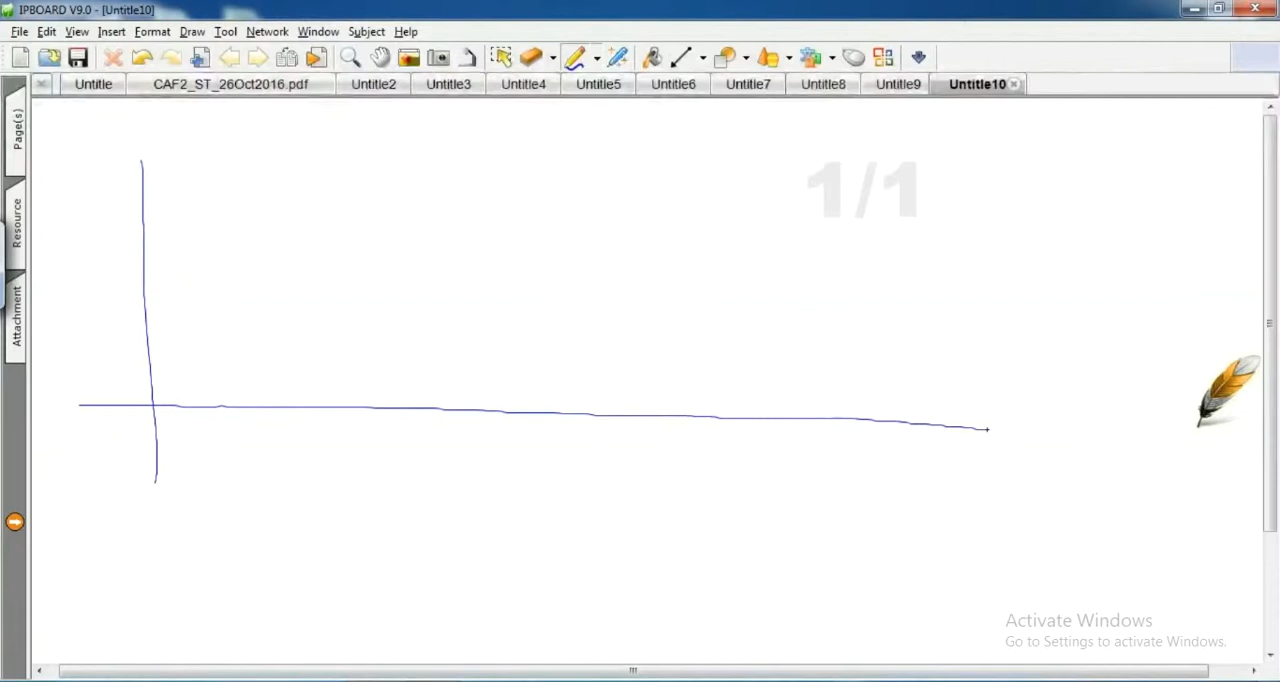 IPBOARD V9.0 - [Untitle10]
File Edit View Insert Format Draw Tool Network Window Subject Help
Untitle CAF2_ST_26Oct2016.pdf Untitle2 Untitle3 Untitle4 Untitle5 Untitle6 Untitle7 Untitle8 Untitle9 Untitle10
Page(s)
Resource
Attachment
1/1
Activate Windows
Go to Settings to activate Windows.